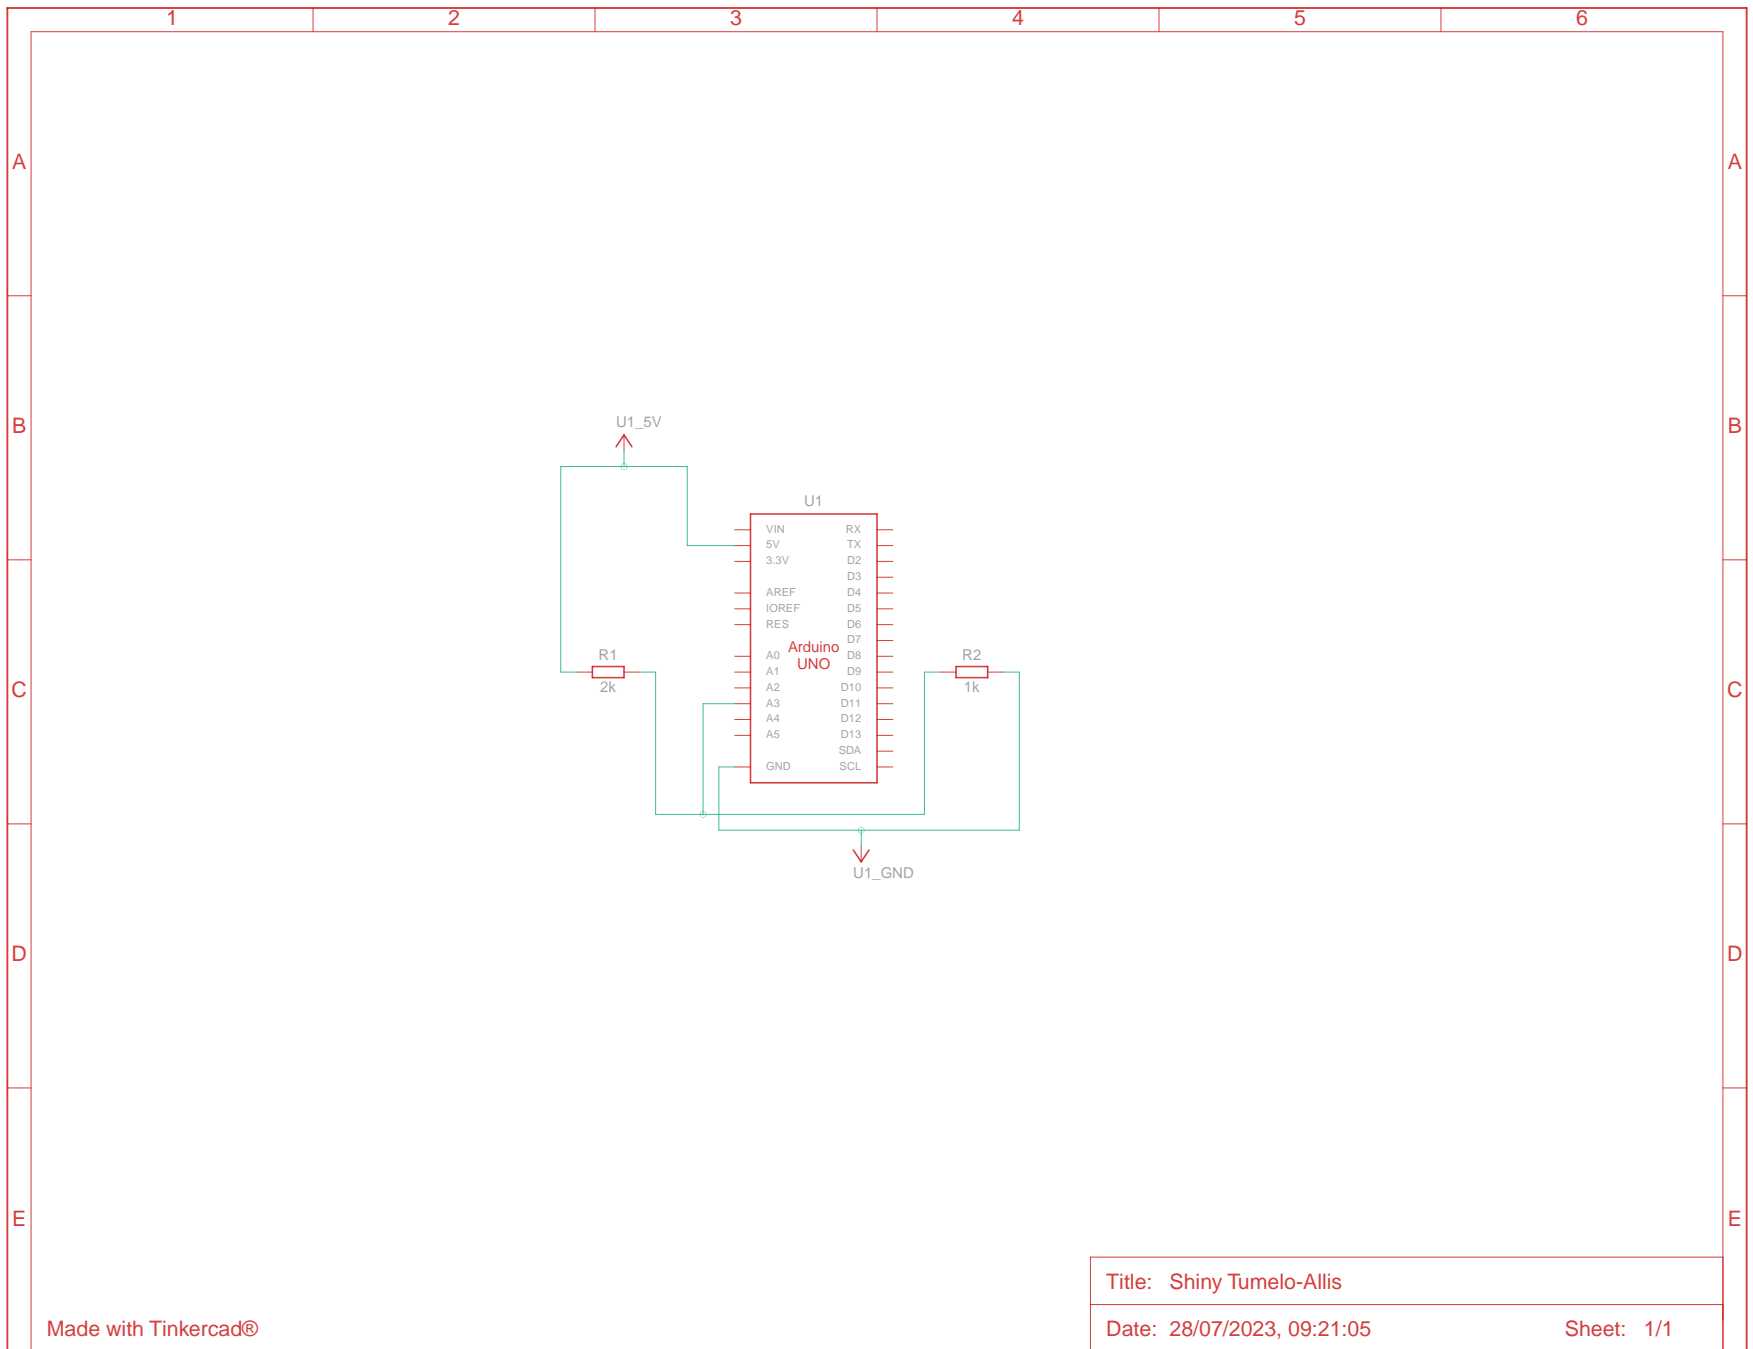 1 2 3 4 5 6
A A
B B
U1_5V
U1
VIN RX
5V TX
3.3V D2
D3
AREF D4
IOREF D5
RES D6
D7
Arduino
A0 D8
UNO
R1 R2
A1 D9
2k 1k
A2 D10
C C
A3 D11
A4 D12
A5 D13
SDA
GND SCL
U1_GND
D D
E E
Title: Shiny Tumelo-Allis
Made with Tinkercad®
Date: 28/07/2023, 09:21:05 Sheet: 1/1